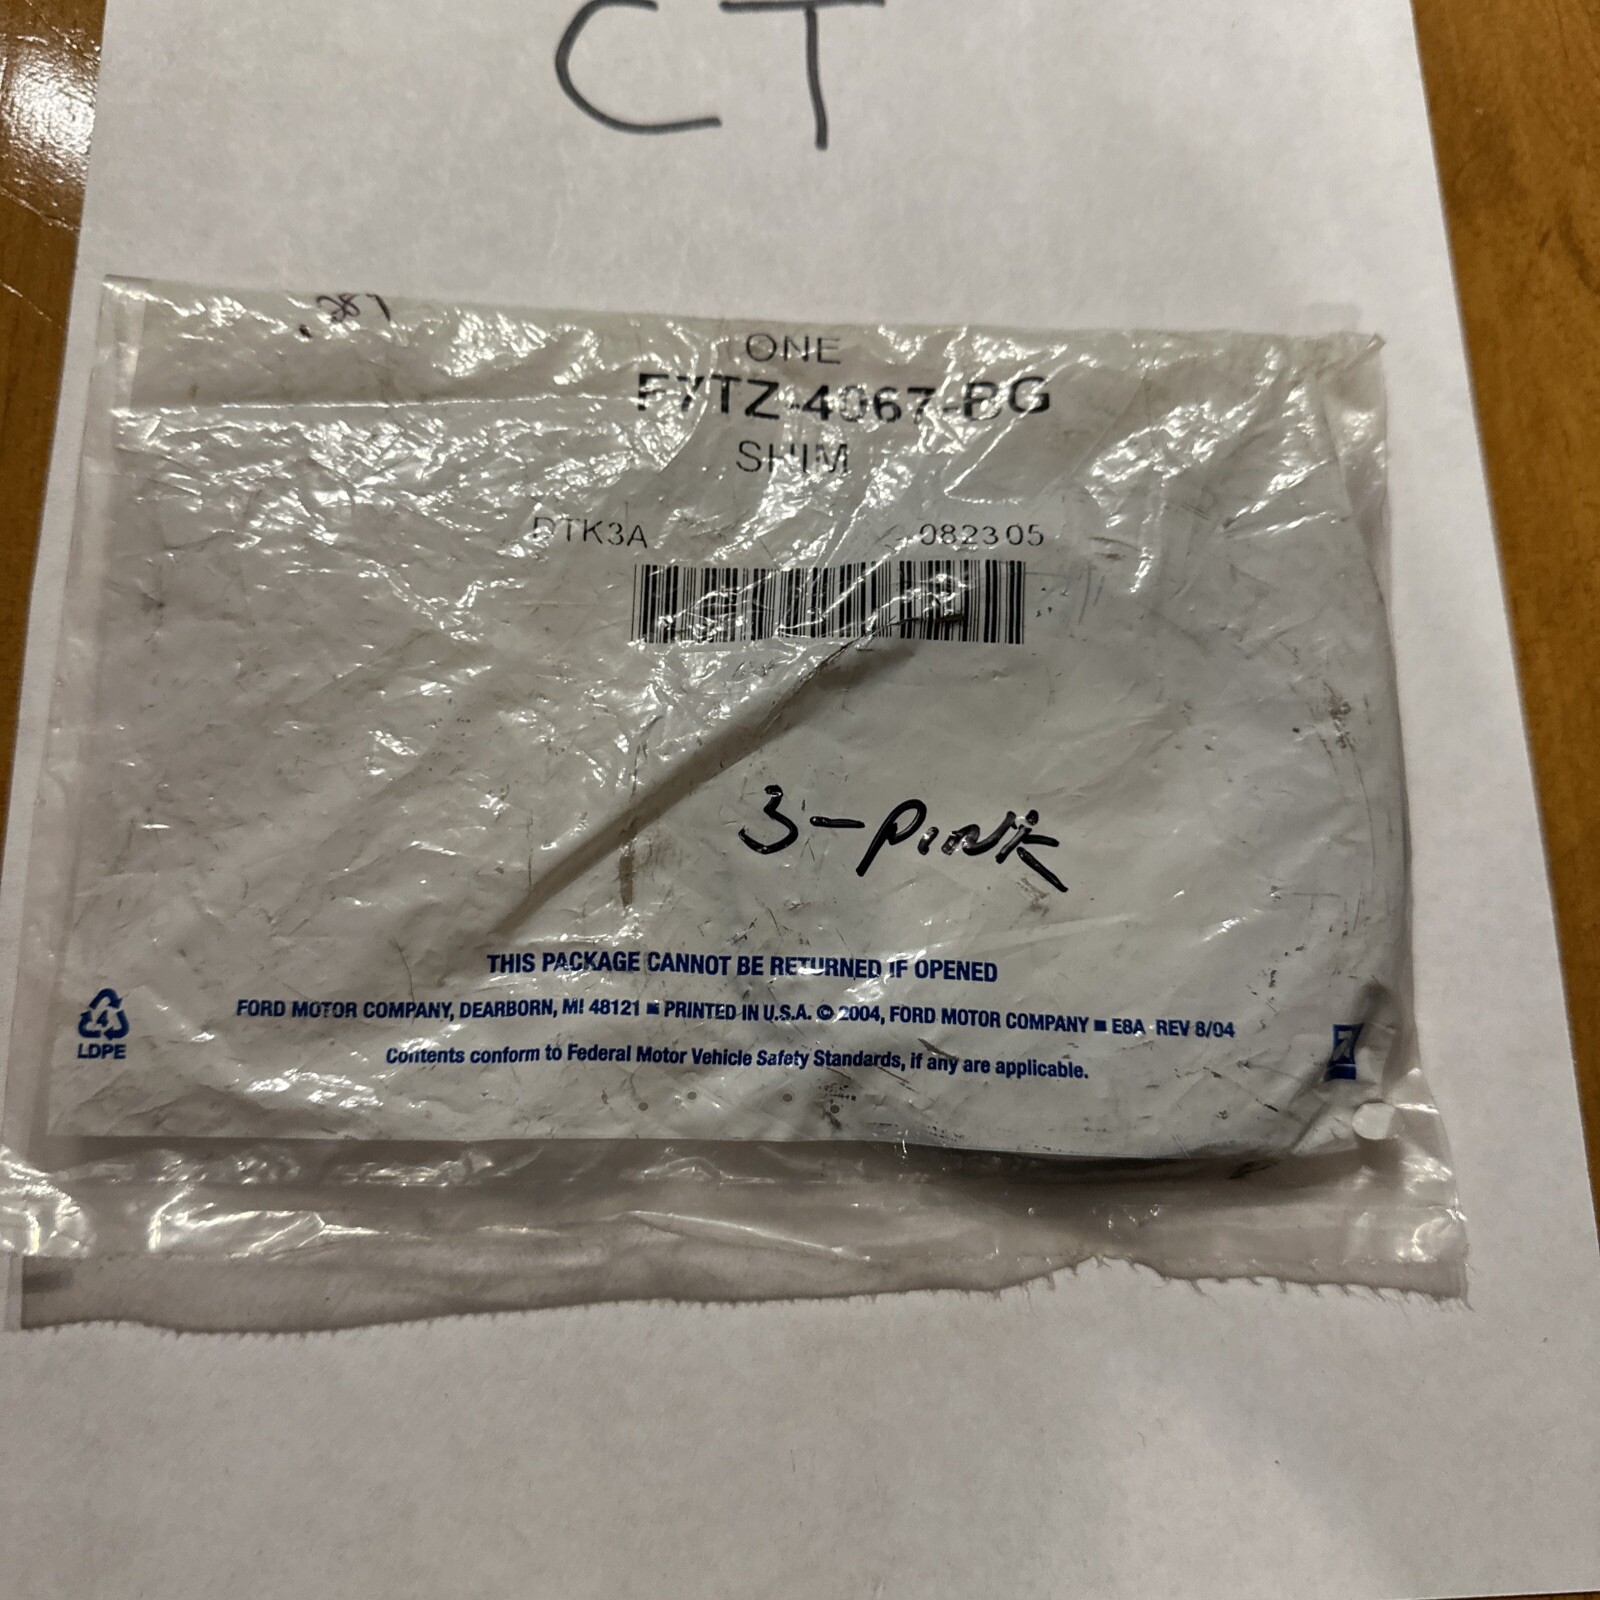 CT
.289
ONE
F7TZ-4067-BG
SHIM
DTK3A 082305
3-PINK
THIS PACKAGE CANNOT BE RETURNED IF OPENED
FORD MOTOR COMPANY, DEARBORN, MI 48121 ■ PRINTED IN U.S.A. © 2004, FORD MOTOR COMPANY ■ E8A - REV 8/04
Contents conform to Federal Motor Vehicle Safety Standards, if any are applicable.
4
LDPE